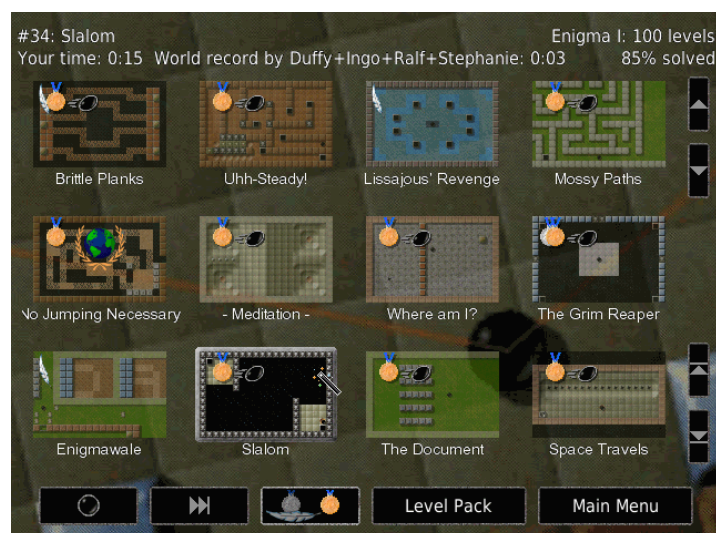 #34: Slalom
Enigma I: 100 levels
Your time: 0:15 World record by Duffy+Ingo+Ralf+Stephanie: 0:03
85% solved
Brittle Planks
Uhh-Steady!
Lissajous' Revenge
Mossy Paths
No Jumping Necessary
- Meditation -
Where am I?
The Grim Reaper
Enigmawale
Slalom
The Document
Space Travels
Level Pack
Main Menu